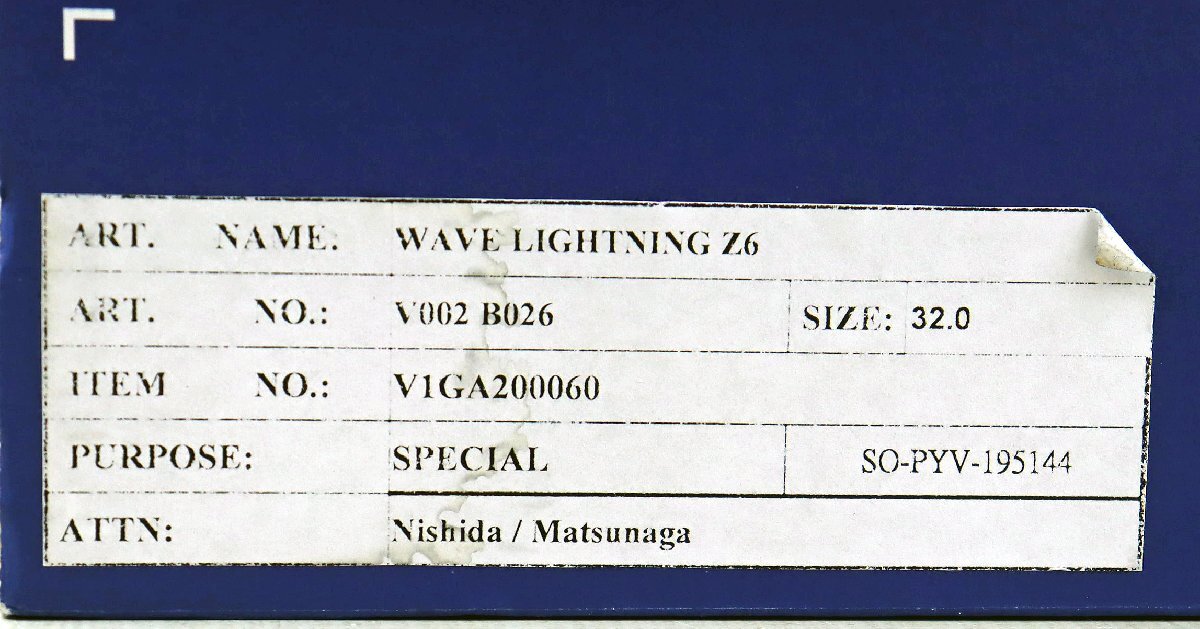 ART. NAME: WAVE LIGHTNING Z6
ART. NO.: V002 B026 SIZE: 32.0
ITEM NO.: V1GA200060
PURPOSE: SPECIAL SO-PYV-195144
ATTN: Nishida / Matsunaga